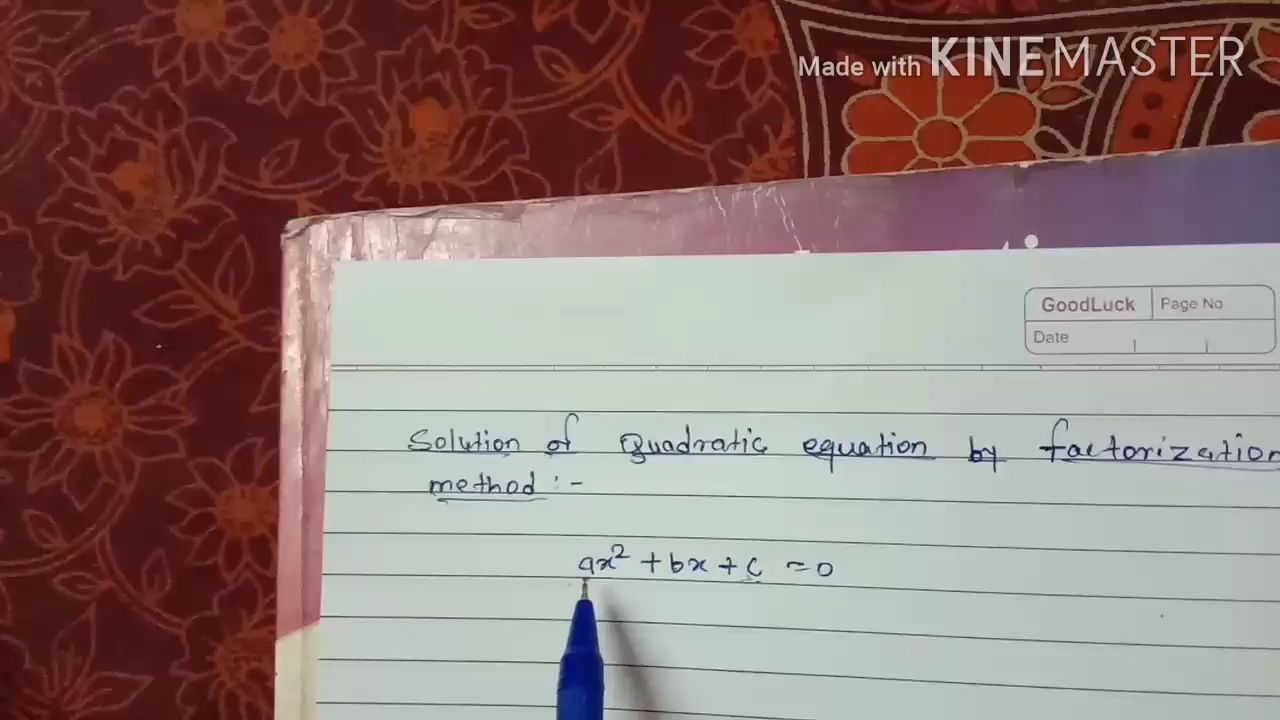 Made with KINEMASTER
GoodLuck Page No
Date
Solution of Quadratic equation by factorization
method :-
ax² + bx + c = 0